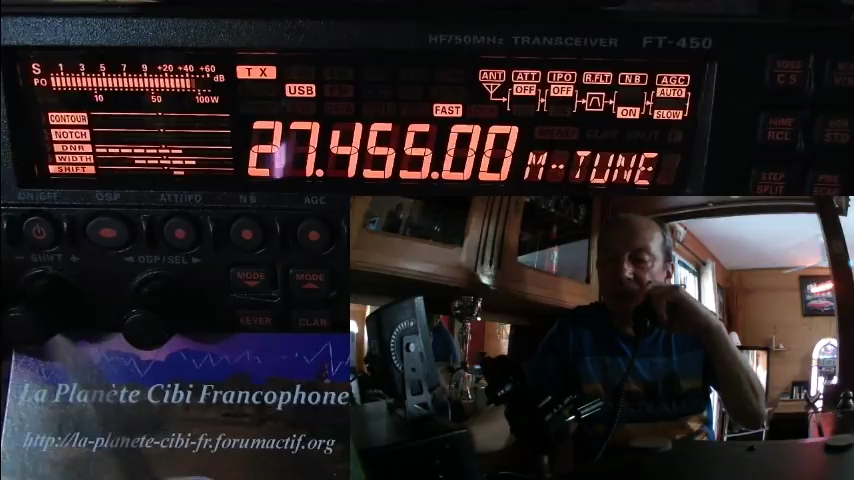 HF/50MHz TRANSCEIVER FT-450
S 1 3 5 7 9 +20 +40 +60 dB
PO 10 50 100W
TX
USB
FAST
ANT ATT IPO R.FLT NB AGC
OFF OFF AUTO
ON SLOW
CONTOUR
NOTCH
DNR
WIDTH
SHIFT
27.455.00 M-TUNE
VOICE
C S
HOME
RCL
STO
STEP
SPLIT
SCAN
ON/OFF DSP ATT/IPO NB AGC
- SHIFT + DSP/SEL
MODE MODE
KEYER CLAR
La Planète Cibi Francophone
http://la-planete-cibi-fr.forumactif.org